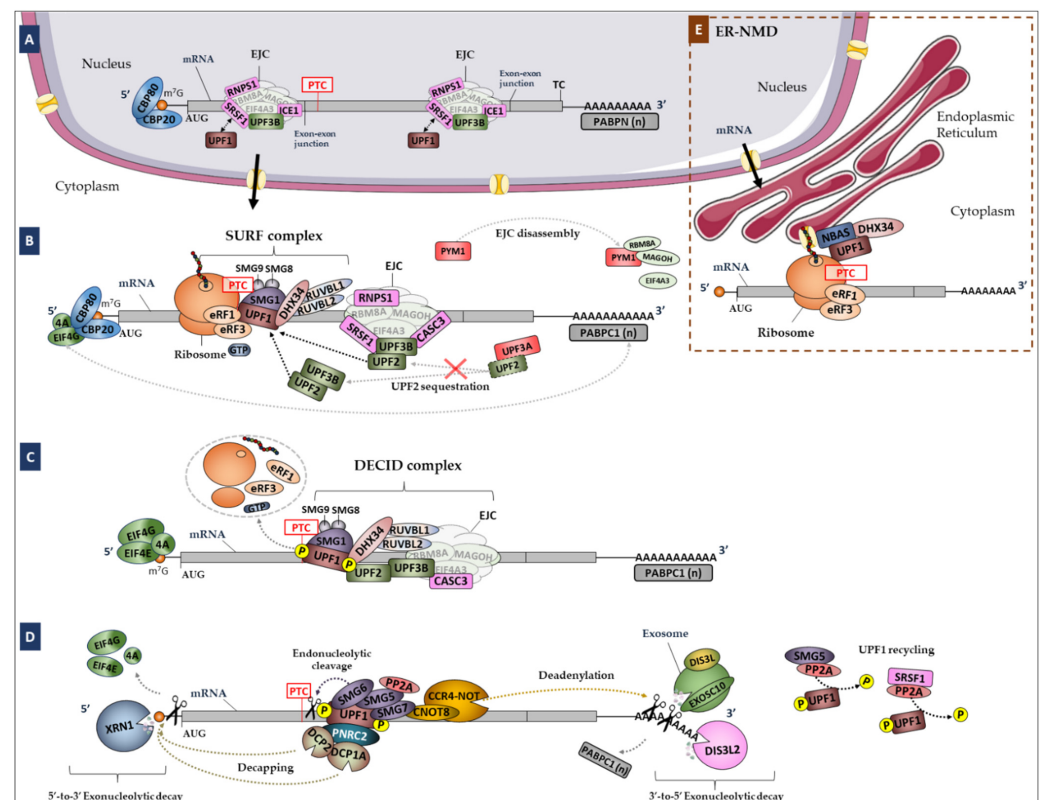 A
Nucleus
mRNA
EJC
EJC
Exon-exon
junction
TC
5′
CBP80
m⁷G
CBP20
AUG
RNPS1
RBM8A
MAGOH
EIF4A3
SRSF1
ICE1
UPF3B
UPF1
PTC
Exon-exon
junction
RNPS1
RBM8A
MAGOH
EIF4A3
SRSF1
ICE1
UPF3B
UPF1
AAAAAAAAA
3′
PABPN (n)
Cytoplasm
E
ER-NMD
Nucleus
mRNA
Endoplasmic
Reticulum
Cytoplasm
NBAS
DHX34
UPF1
PTC
mRNA
5′
AUG
eRF1
eRF3
Ribosome
AAAAAAAA
3′
B
SURF complex
SMG9
SMG8
PTC
SMG1
UPF1
DHX34
RUVBL1
RUVBL2
EJC
RNPS1
RBM8A
MAGOH
EIF4A3
SRSF1
CASC3
UPF3B
UPF2
PYM1
EJC disassembly
PYM1
RBM8A
MAGOH
EIF4A3
mRNA
5′
CBP80
m⁷G
4A
EIF4G
CBP20
AUG
eRF1
eRF3
Ribosome
GTP
UPF3B
UPF2
UPF3A
UPF2
UPF2 sequestration
AAAAAAAAAA
3′
PABPC1 (n)
C
eRF1
eRF3
GTP
DECID complex
SMG9
SMG8
PTC
SMG1
P
UPF1
P
DHX34
RUVBL1
RUVBL2
EJC
RBM8A
MAGOH
EIF4A3
UPF2
UPF3B
CASC3
EIF4G
4A
EIF4E
5′
m⁷G
mRNA
AUG
AAAAAAAAAA
3′
PABPC1 (n)
D
EIF4G
4A
EIF4E
5′
XRN1
mRNA
AUG
Endonucleolytic
cleavage
PTC
P
SMG6
SMG5
PP2A
SMG7
UPF1
P
PNRC2
DCP2
DCP1A
CCR4-NOT
CNOT8
Decapping
Deadenylation
Exosome
DIS3L
EXOSC10
AAAA
AAAAA
3′
DIS3L2
PABPC1 (n)
UPF1 recycling
SMG5
PP2A
P
UPF1
P
SRSF1
PP2A
P
UPF1
P
5′-to-3′ Exonucleolytic decay
3′-to-5′ Exonucleolytic decay